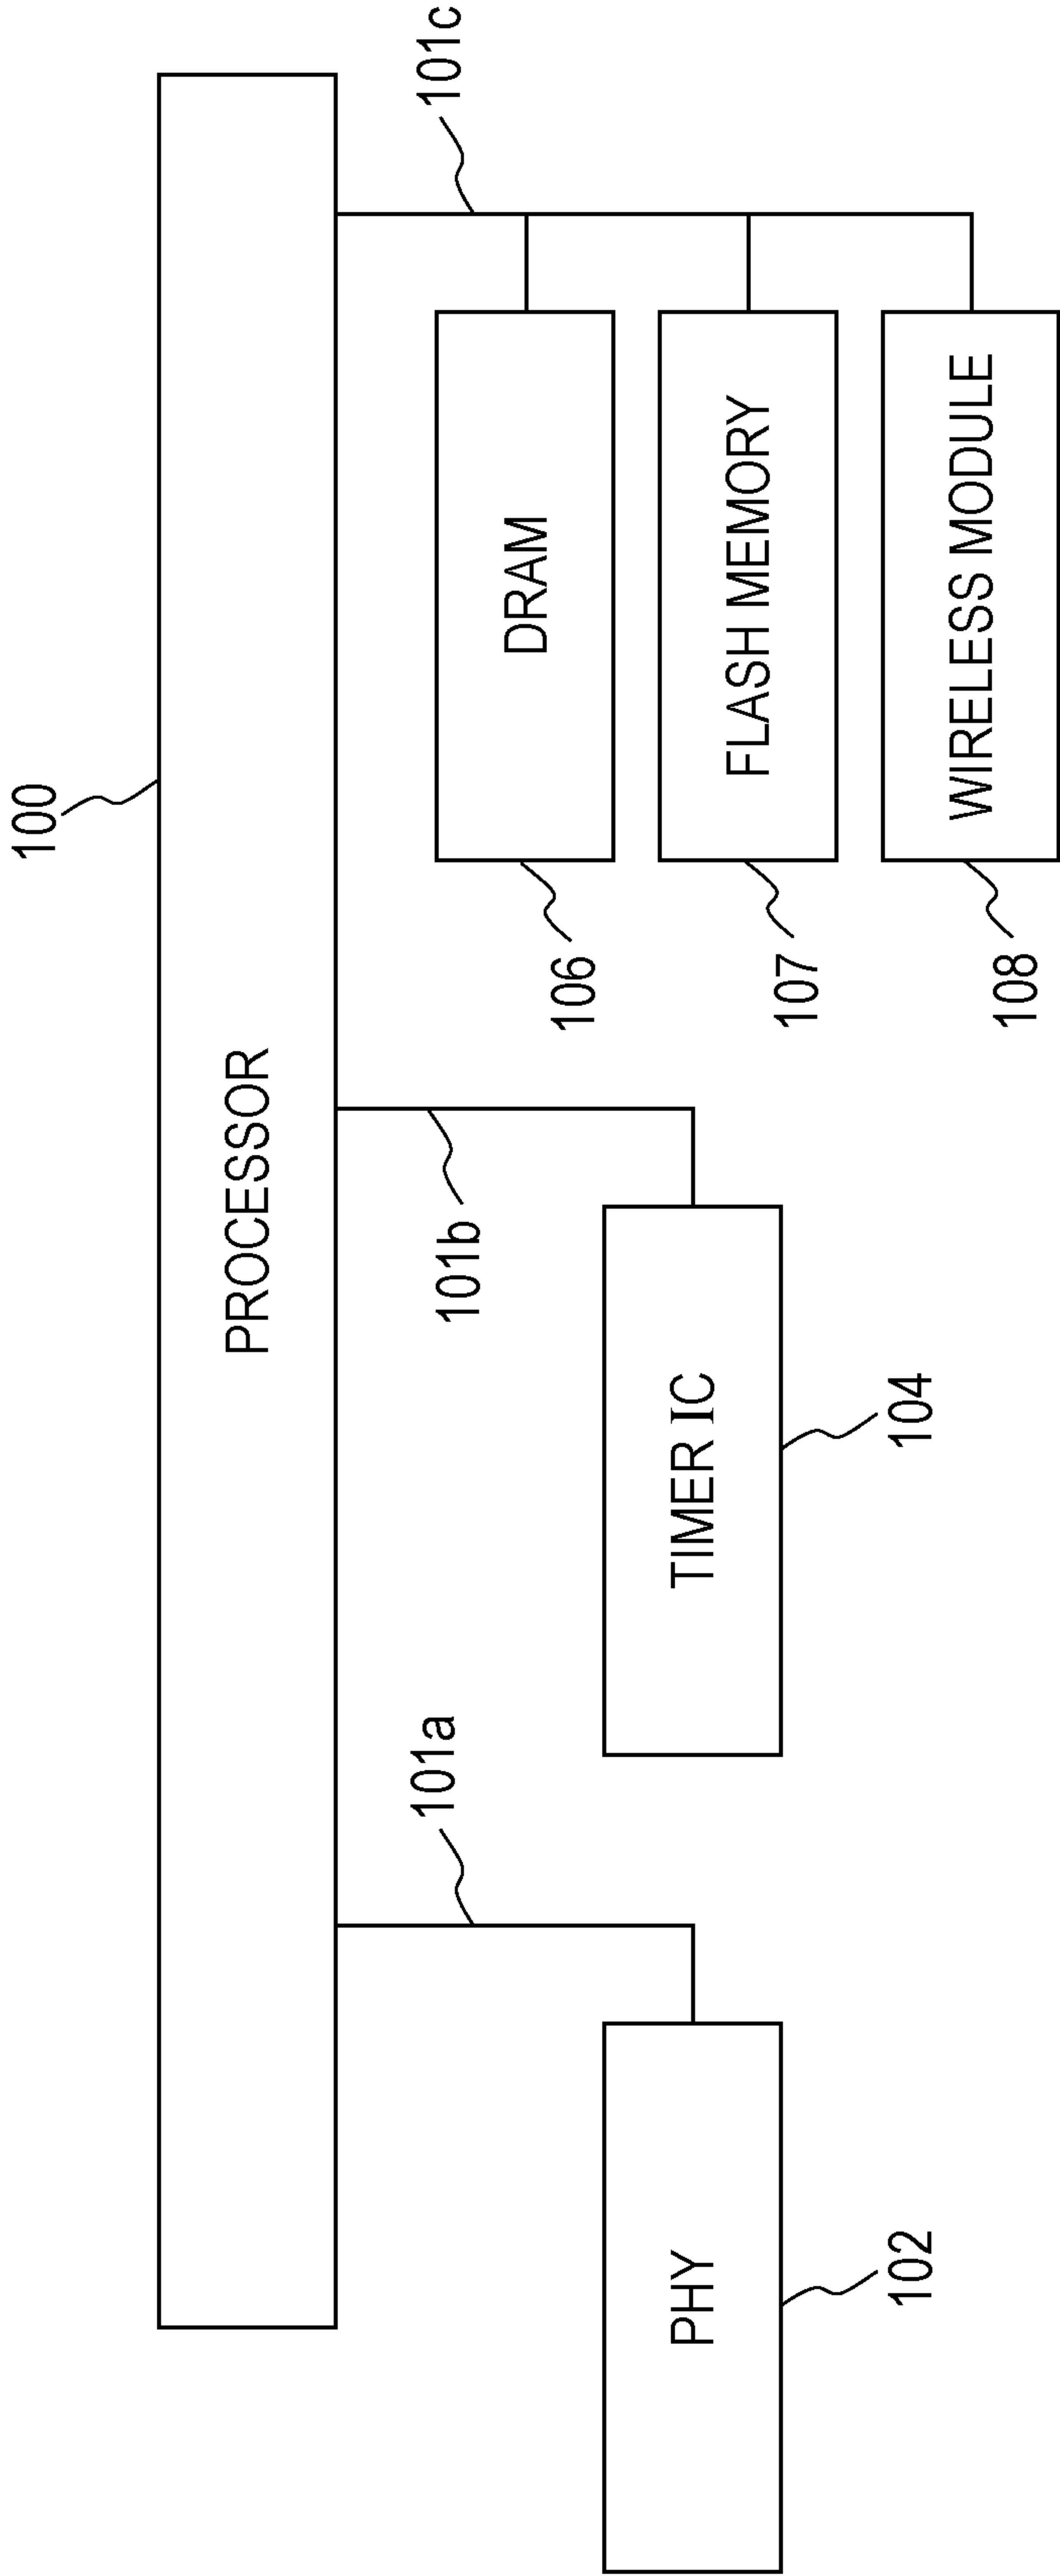 100
PROCESSOR
101a
101b
101c
PHY
102
TIMER IC
104
DRAM
106
FLASH MEMORY
107
WIRELESS MODULE
108